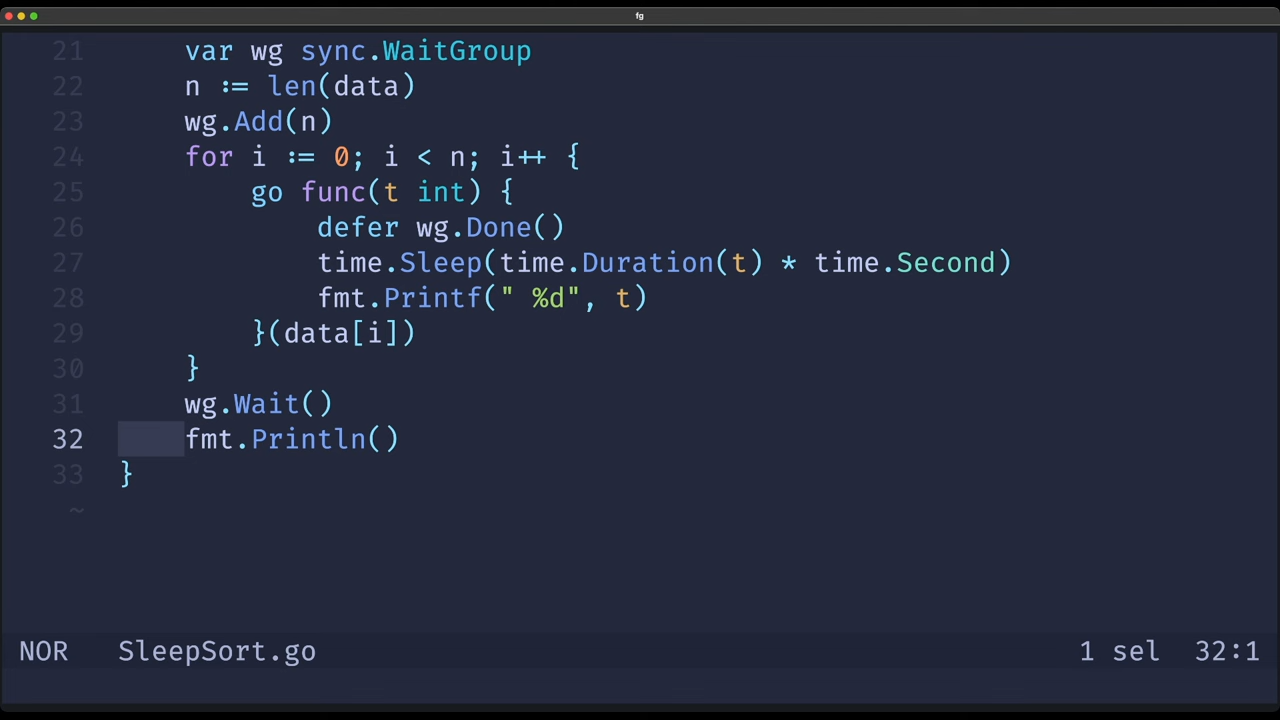 fg
21 var wg sync.WaitGroup
22 n := len(data)
23 wg.Add(n)
24 for i := 0; i < n; i++ {
25 go func(t int) {
26 defer wg.Done()
27 time.Sleep(time.Duration(t) * time.Second)
28 fmt.Printf(" %d", t)
29 }(data[i])
30 }
31 wg.Wait()
32 fmt.Println()
33 }
~
NOR SleepSort.go 1 sel 32:1